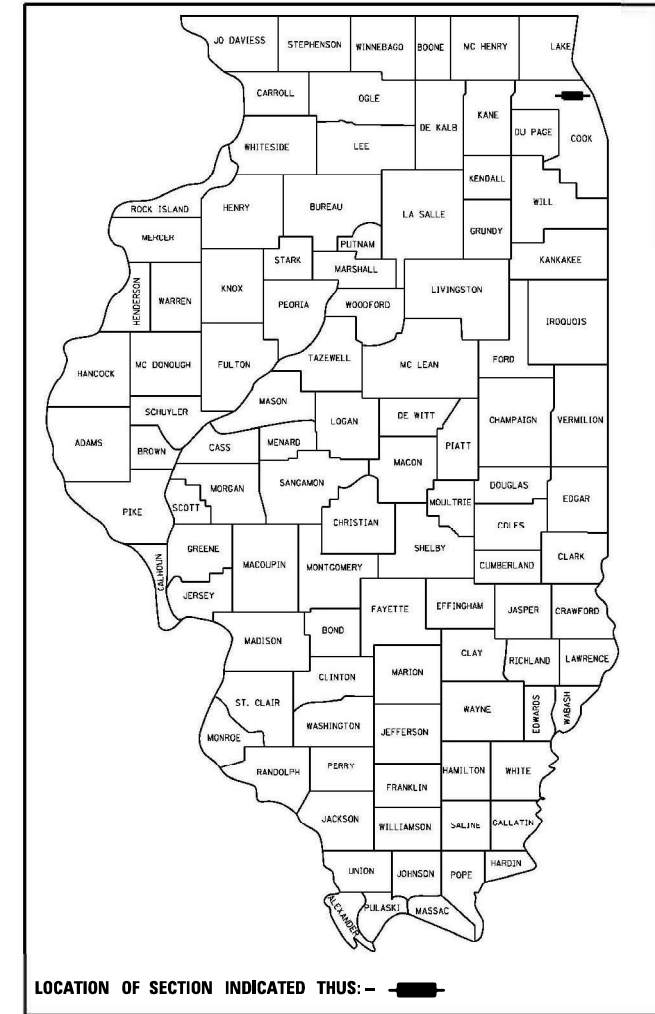 JO DAVIESS
STEPHENSON
WINNEBAGO
BOONE
MC HENRY
LAKE
CARROLL
OGLE
DE KALB
KANE
DU PAGE
COOK
WHITESIDE
LEE
KENDALL
WILL
ROCK ISLAND
HENRY
BUREAU
LA SALLE
GRUNDY
MERCER
PUTNAM
STARK
MARSHALL
KANKAKEE
HENDERSON
WARREN
KNOX
PEORIA
WOODFORD
LIVINGSTON
IROQUOIS
HANCOCK
MC DONOUGH
FULTON
TAZEWELL
MC LEAN
FORD
MASON
SCHUYLER
LOGAN
DE WITT
CHAMPAIGN
VERMILION
ADAMS
BROWN
CASS
MENARD
PIATT
MACON
MORGAN
SANGAMON
DOUGLAS
EDGAR
PIKE
SCOTT
CHRISTIAN
MOULTRIE
COLES
GREENE
MACOUPIN
MONTGOMERY
SHELBY
CUMBERLAND
CLARK
CALHOUN
JERSEY
FAYETTE
EFFINGHAM
JASPER
CRAWFORD
MADISON
BOND
CLAY
RICHLAND
LAWRENCE
CLINTON
MARION
ST. CLAIR
WAYNE
EDWARDS
WABASH
WASHINGTON
JEFFERSON
MONROE
RANDOLPH
PERRY
HAMILTON
WHITE
FRANKLIN
JACKSON
WILLIAMSON
SALINE
GALLATIN
UNION
JOHNSON
POPE
HARDIN
ALEXANDER
PULASKI
MASSAC
LOCATION OF SECTION INDICATED THUS: –